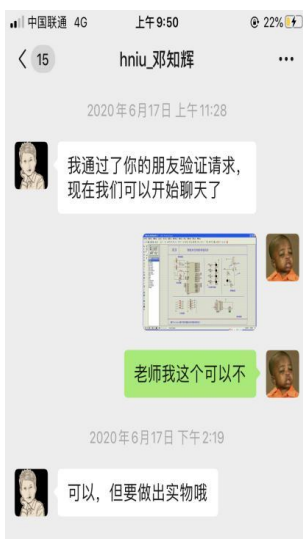 中国联通 4G
上午9:50
22%
15
hniu_邓知辉
2020年6月17日 上午11:28
我通过了你的朋友验证请求，
现在我们可以开始聊天了
老师我这个可以不
2020年6月17日 下午2:19
可以，但要做出实物哦